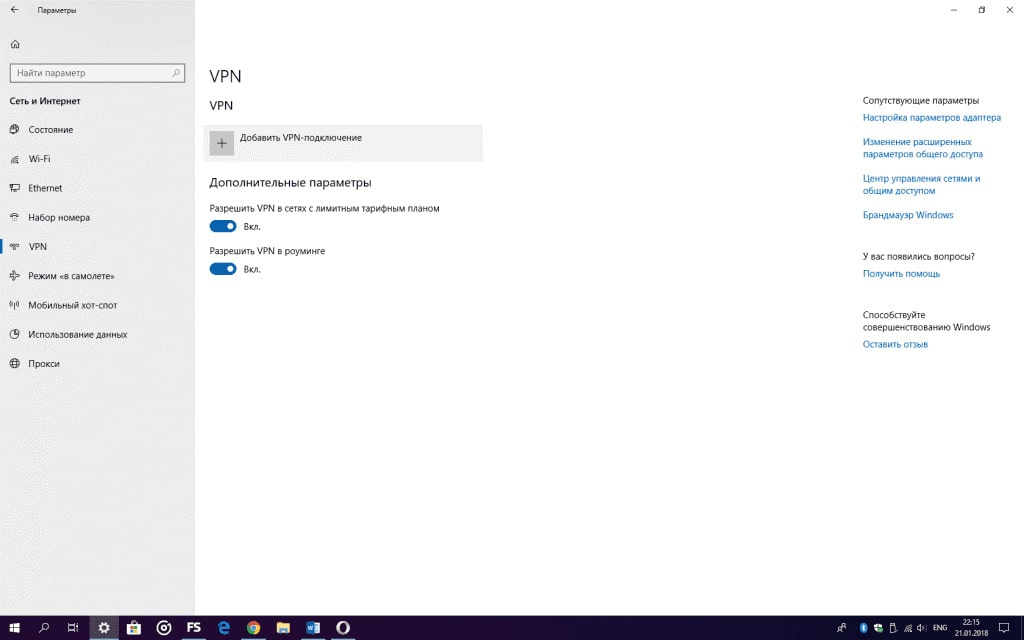 Параметры
Найти параметр
Сеть и Интернет
Состояние
Wi-Fi
Ethernet
Набор номера
VPN
Режим «в самолете»
Мобильный хот-спот
Использование данных
Прокси
VPN
VPN
Добавить VPN-подключение
Дополнительные параметры
Разрешить VPN в сетях с лимитным тарифным планом
Вкл.
Разрешить VPN в роуминге
Вкл.
Сопутствующие параметры
Настройка параметров адаптера
Изменение расширенных
параметров общего доступа
Центр управления сетями и
общим доступом
Брандмауэр Windows
У вас появились вопросы?
Получить помощь
Способствуйте
совершенствованию Windows
Оставить отзыв
FS
ENG
22:15
21.01.2018